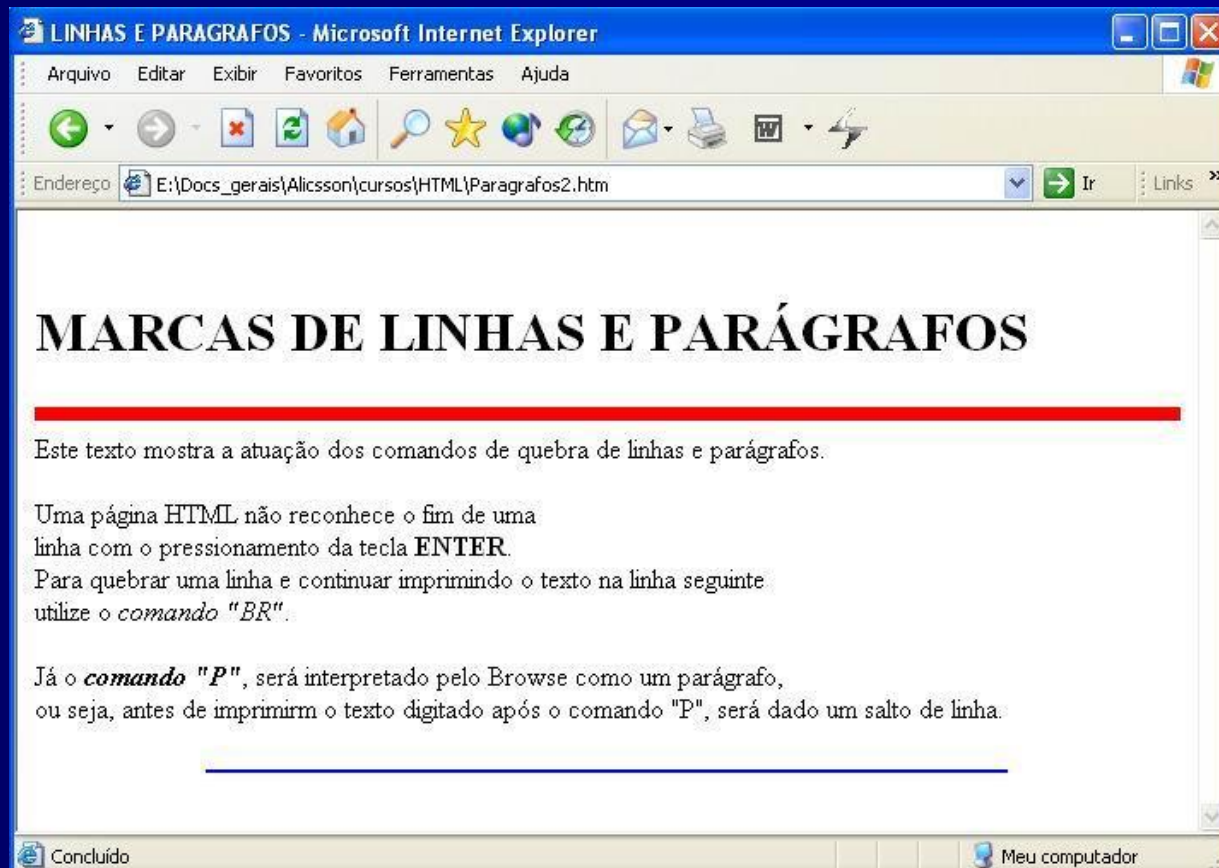 LINHAS E PARAGRAFOS - Microsoft Internet Explorer
Arquivo Editar Exibir Favoritos Ferramentas Ajuda
Endereço E:\Docs_gerais\Alicsson\cursos\HTML\Paragrafos2.htm Ir Links »
MARCAS DE LINHAS E PARÁGRAFOS
Este texto mostra a atuação dos comandos de quebra de linhas e parágrafos.
Uma página HTML não reconhece o fim de uma
linha com o pressionamento da tecla ENTER.
Para quebrar uma linha e continuar imprimindo o texto na linha seguinte
utilize o comando "BR".
Já o comando "P", será interpretado pelo Browse como um parágrafo,
ou seja, antes de imprimirm o texto digitado após o comando "P", será dado um salto de linha.
Concluído Meu computador